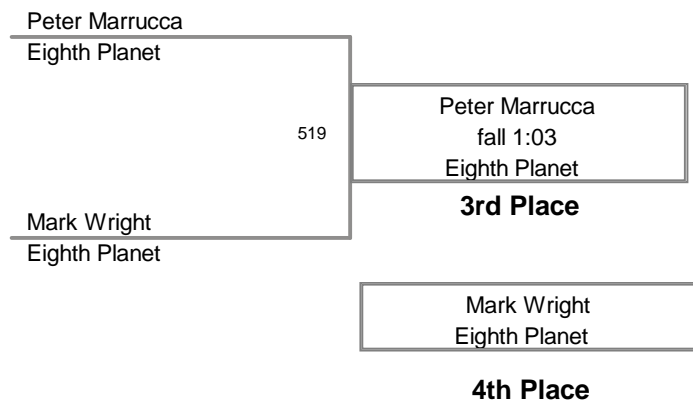 Peter Marrucca
Eighth Planet
519
Peter Marrucca
fall 1:03
Eighth Planet
3rd Place
Mark Wright
Eighth Planet
Mark Wright
Eighth Planet
4th Place